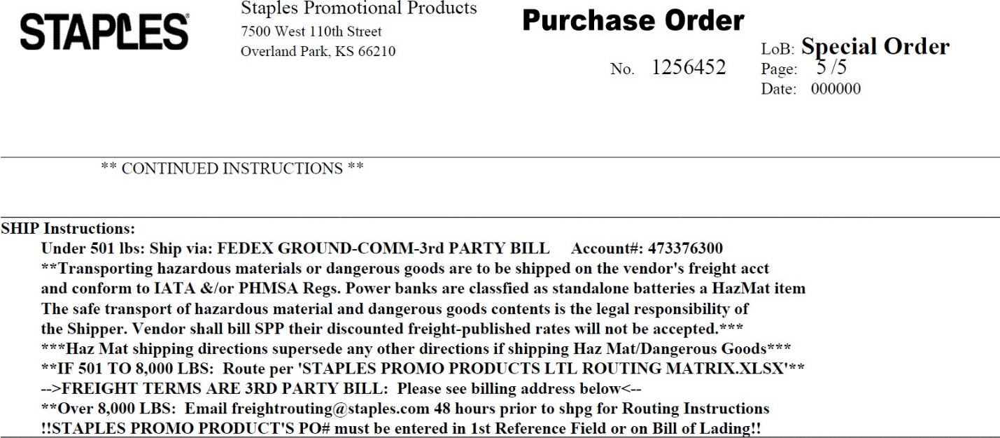 STAPLES
Staples Promotional Products
7500 West 110th Street
Overland Park, KS 66210
Purchase Order
LoB: Special Order
No. 1256452
Page: 5 /5
Date: 000000
** CONTINUED INSTRUCTIONS **
SHIP Instructions:
Under 501 lbs: Ship via: FEDEX GROUND-COMM-3rd PARTY BILL Account#: 473376300
**Transporting hazardous materials or dangerous goods are to be shipped on the vendor's freight acct
and conform to IATA &/or PHMSA Regs. Power banks are classfied as standalone batteries a HazMat item
The safe transport of hazardous material and dangerous goods contents is the legal responsibility of
the Shipper. Vendor shall bill SPP their discounted freight-published rates will not be accepted.***
***Haz Mat shipping directions supersede any other directions if shipping Haz Mat/Dangerous Goods***
**IF 501 TO 8,000 LBS: Route per 'STAPLES PROMO PRODUCTS LTL ROUTING MATRIX.XLSX'**
-->FREIGHT TERMS ARE 3RD PARTY BILL: Please see billing address below<--
**Over 8,000 LBS: Email freightrouting@staples.com 48 hours prior to shpg for Routing Instructions
!!STAPLES PROMO PRODUCT'S PO# must be entered in 1st Reference Field or on Bill of Lading!!